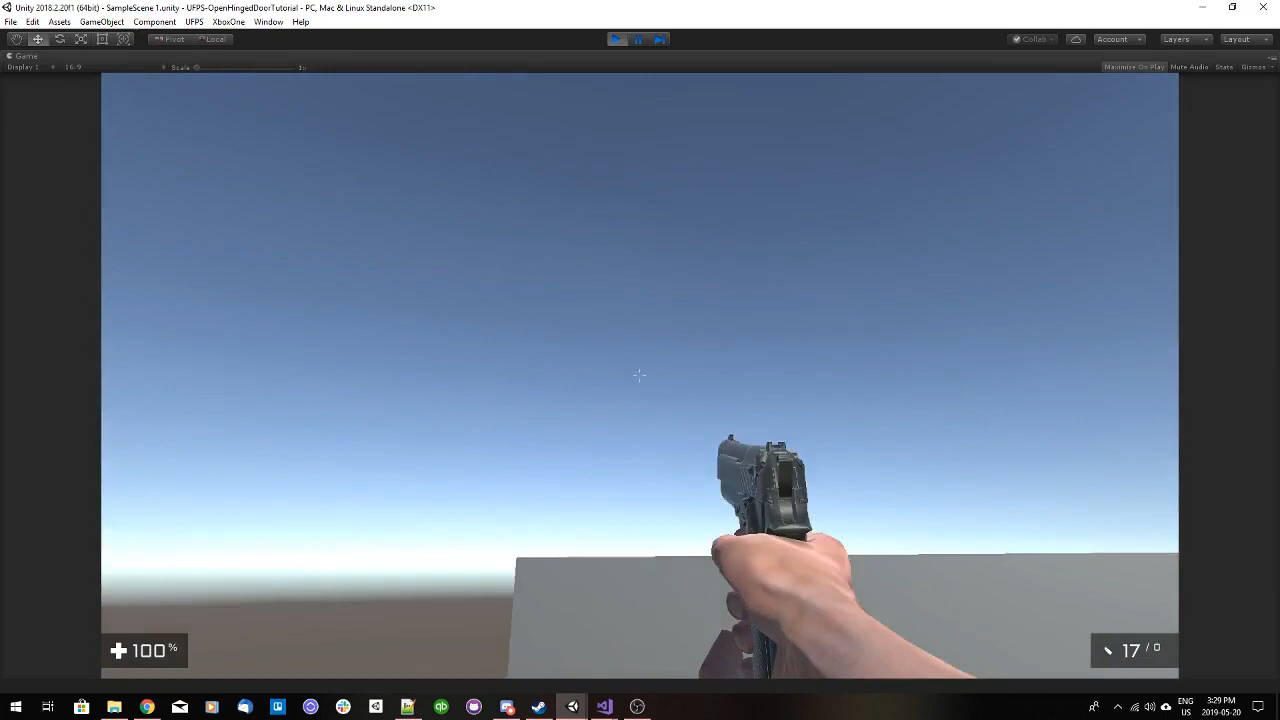 Unity 2018.2.20f1 (64bit) - SampleScene 1.unity - UFPS-OpenHingedDoorTutorial - PC, Mac & Linux Standalone <DX11>
File Edit Assets GameObject Component UFPS XboxOne Window Help
Pivot Local Collab Account Layers Layout
Game
Display 1 16:9 Scale 1x Maximize On Play Mute Audio Stats Gizmos
100% 17 / 0
ENG 3:29 PM
US 2019-05-20